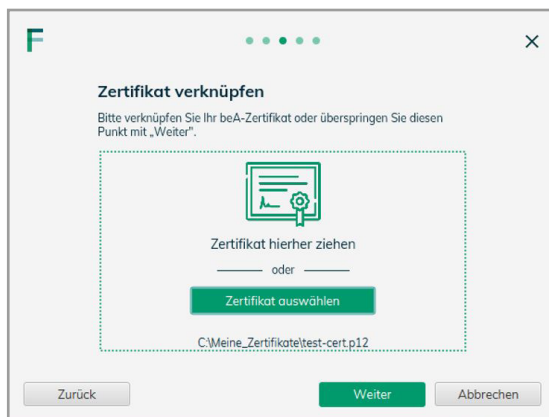 F
Zertifikat verknüpfen
Bitte verknüpfen Sie Ihr beA-Zertifikat oder überspringen Sie diesen
Punkt mit „Weiter".
Zertifikat hierher ziehen
oder
Zertifikat auswählen
C:\Meine_Zertifikate\test-cert.p12
Zurück
Weiter
Abbrechen